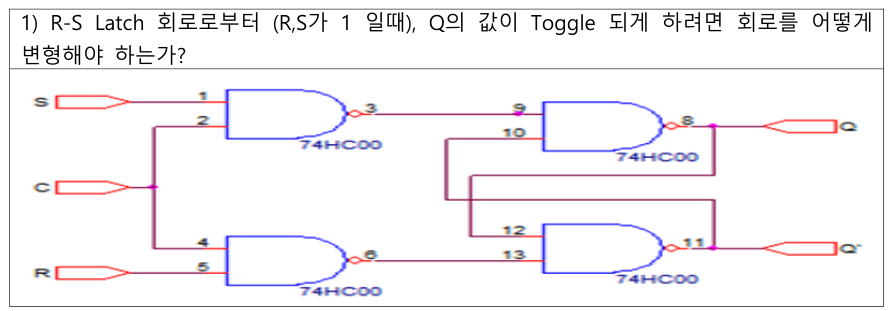 1) R-S Latch 회로로부터 (R,S가 1 일때), Q의 값이 Toggle 되게 하려면 회로를 어떻게
변형해야 하는가?
S 1 3 9 8 Q
2 10
74HC00 74HC00
C
4 12 11 Q'
R 5 6 13
74HC00 74HC00